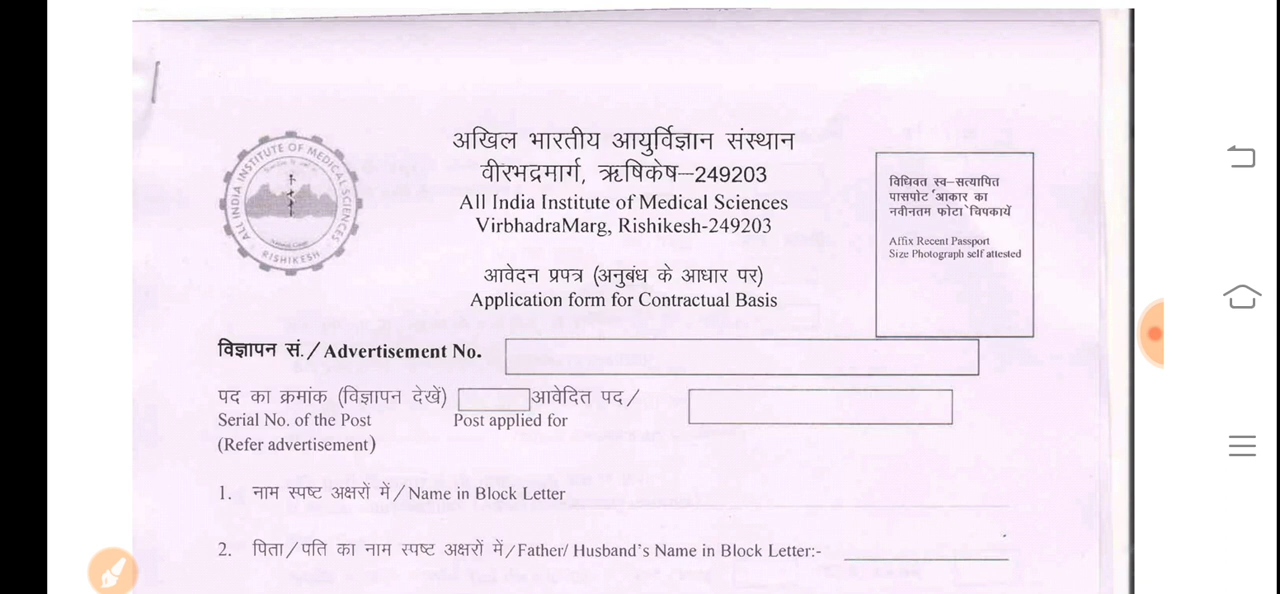 ALL INDIA INSTITUTE OF MEDICAL SCIENCES
RISHIKESH
अखिल भारतीय आयुर्विज्ञान संस्थान
वीरभद्रमार्ग, ऋषिकेष–249203
All India Institute of Medical Sciences
VirbhadraMarg, Rishikesh-249203
आवेदन प्रपत्र (अनुबंध के आधार पर)
Application form for Contractual Basis
विधिवत स्व–सत्यापित
पासपोट आकार का
नवीनतम फोटा चिपकायें
Affix Recent Passport
Size Photograph self attested
विज्ञापन सं./ Advertisement No.
पद का क्रमांक (विज्ञापन देखें) आवेदित पद /
Serial No. of the Post Post applied for
(Refer advertisement)
1. नाम स्पष्ट अक्षरों में/Name in Block Letter
2. पिता/पति का नाम स्पष्ट अक्षरों में/Father/ Husband's Name in Block Letter:-